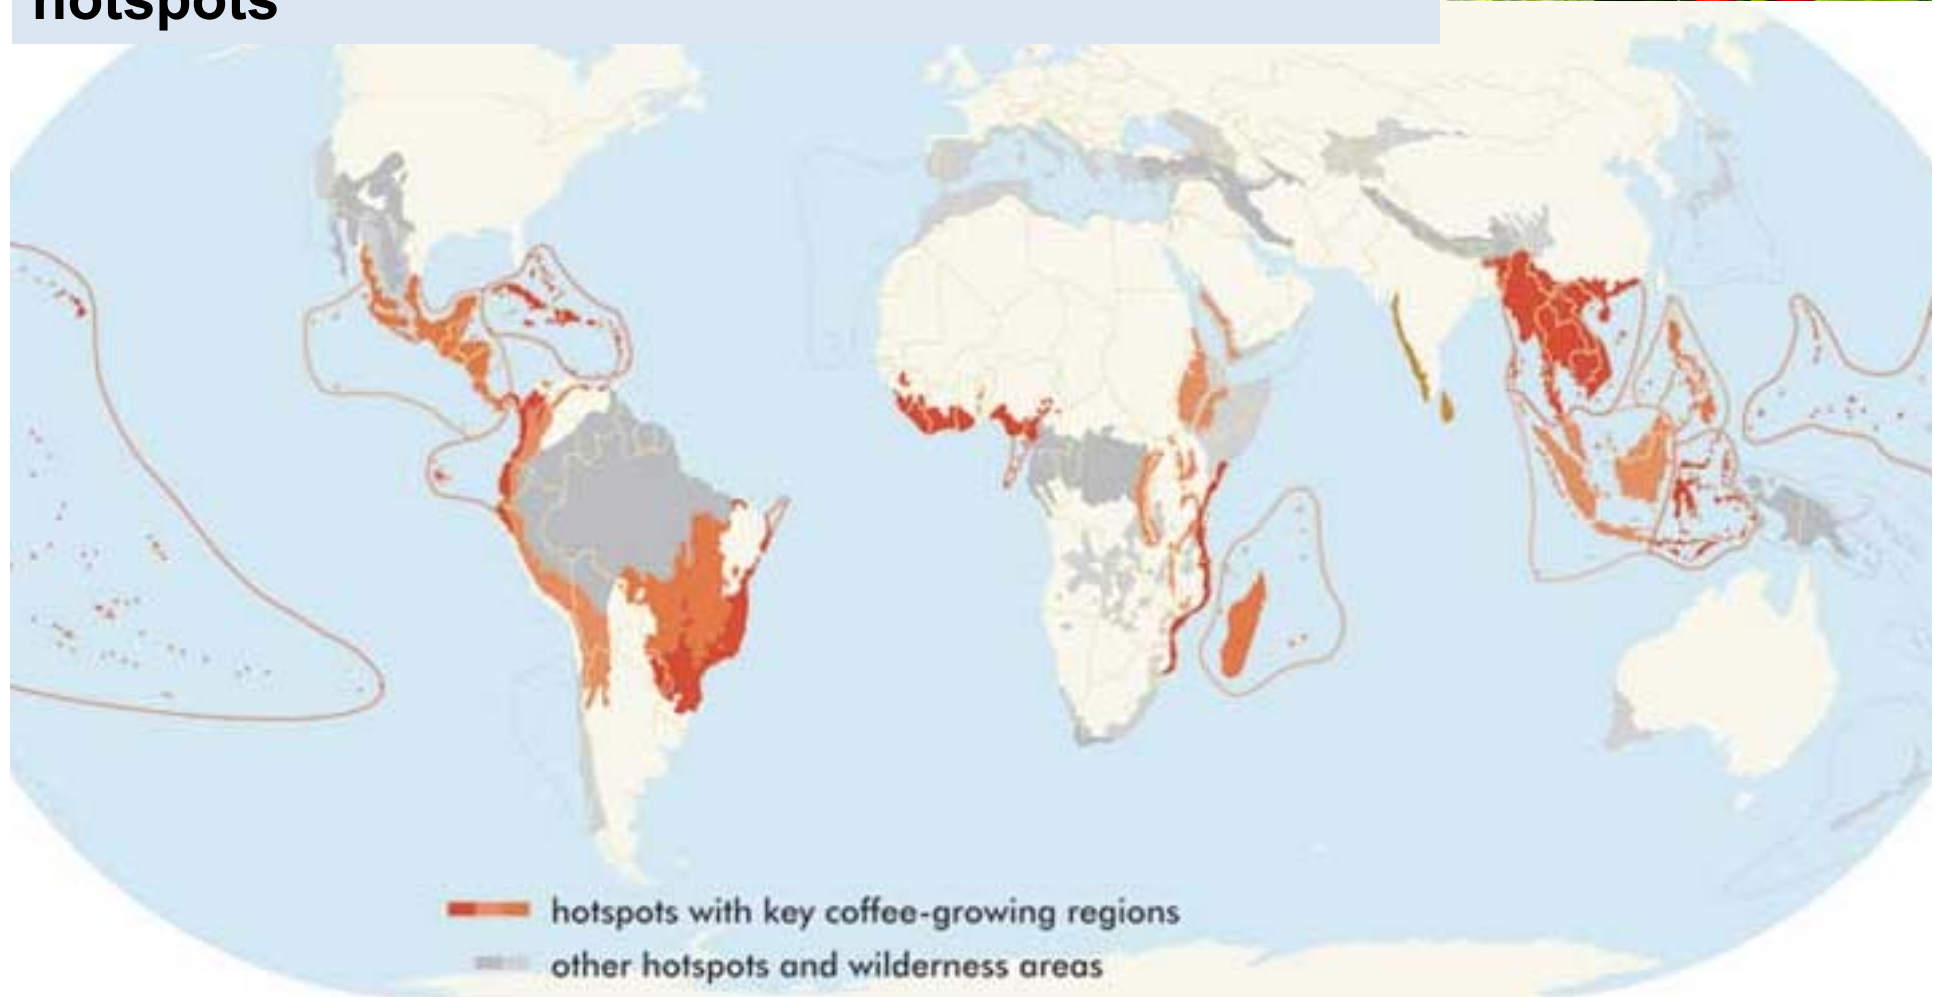 hotspots
hotspots with key coffee-growing regions
other hotspots and wilderness areas